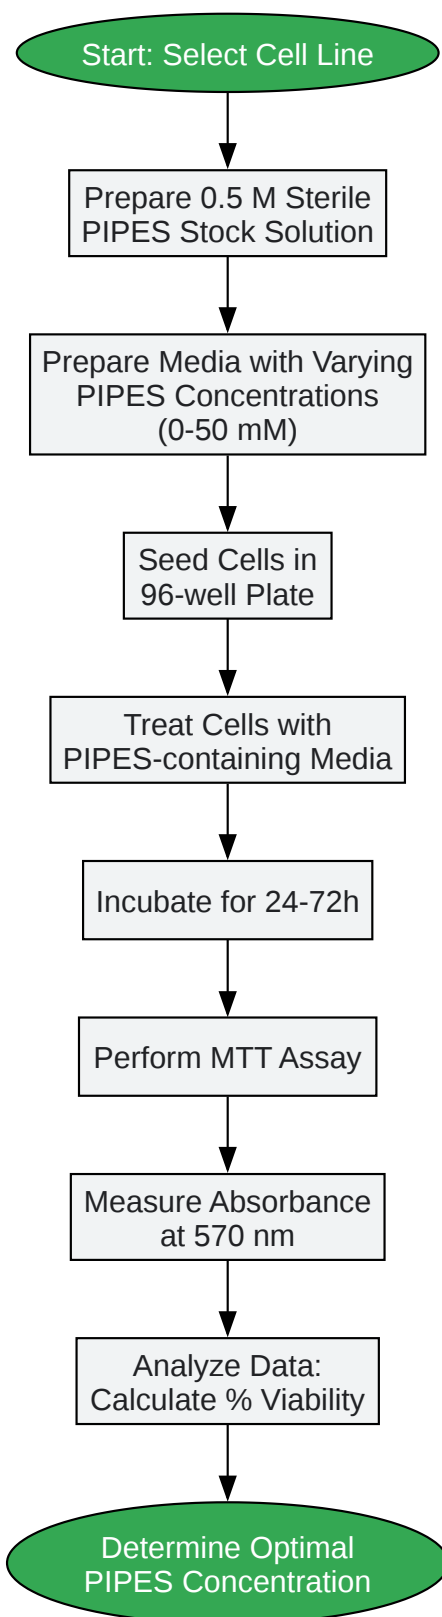 Start: Select Cell Line
Prepare 0.5 M Sterile
PIPES Stock Solution
Prepare Media with Varying
PIPES Concentrations
(0-50 mM)
Seed Cells in
96-well Plate
Treat Cells with
PIPES-containing Media
Incubate for 24-72h
Perform MTT Assay
Measure Absorbance
at 570 nm
Analyze Data:
Calculate % Viability
Determine Optimal
PIPES Concentration